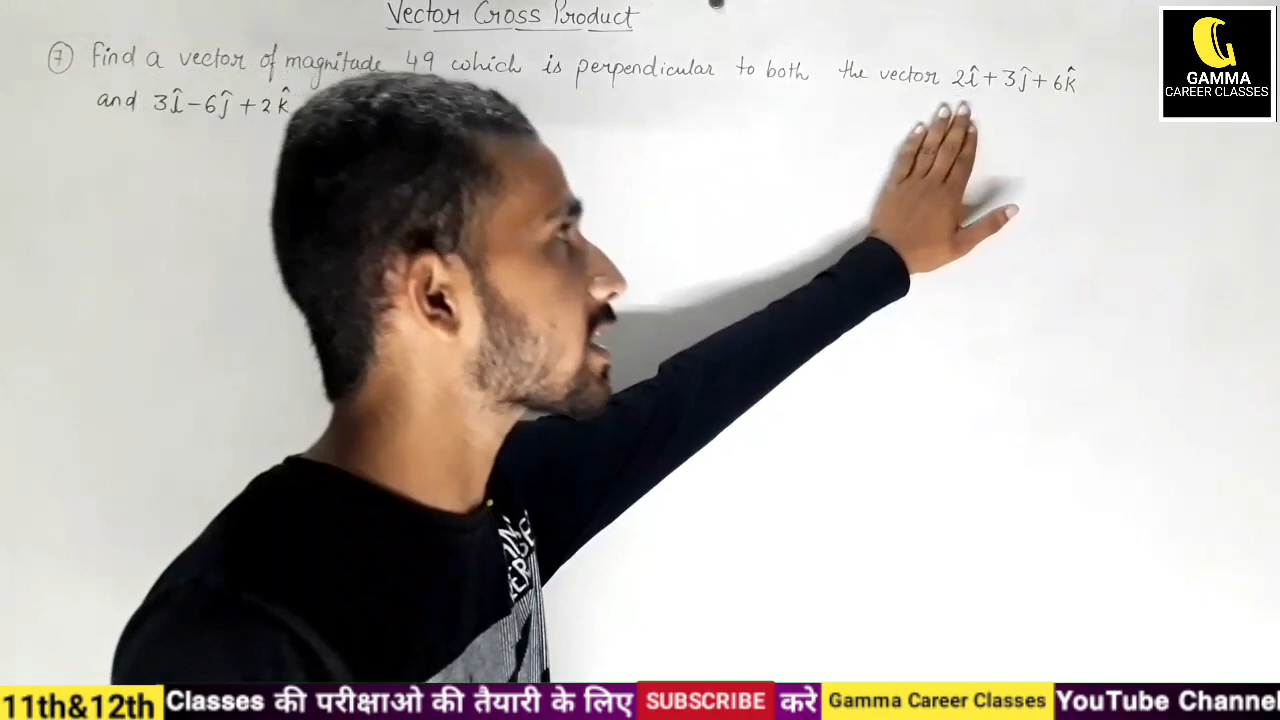 Vector Cross Product
⑦ Find a vector of magnitude 49 which is perpendicular to both the vector 2î + 3ĵ + 6k̂
and 3î - 6ĵ + 2k̂
GAMMA
CAREER CLASSES
11th&12th Classes की परीक्षाओ की तैयारी के लिए SUBSCRIBE करे Gamma Career Classes YouTube Channel